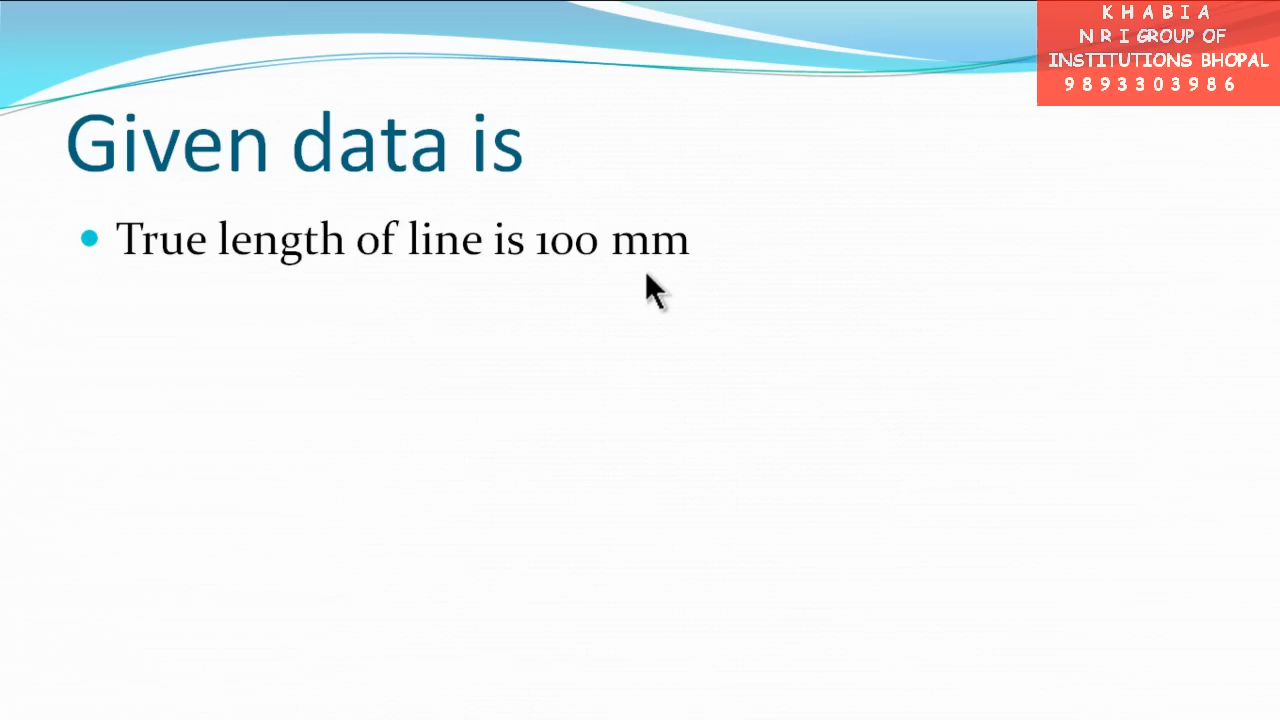 K H A B I A
N R I GROUP OF
INSTITUTIONS BHOPAL
9 8 9 3 3 0 3 9 8 6
Given data is
• True length of line is 100 mm